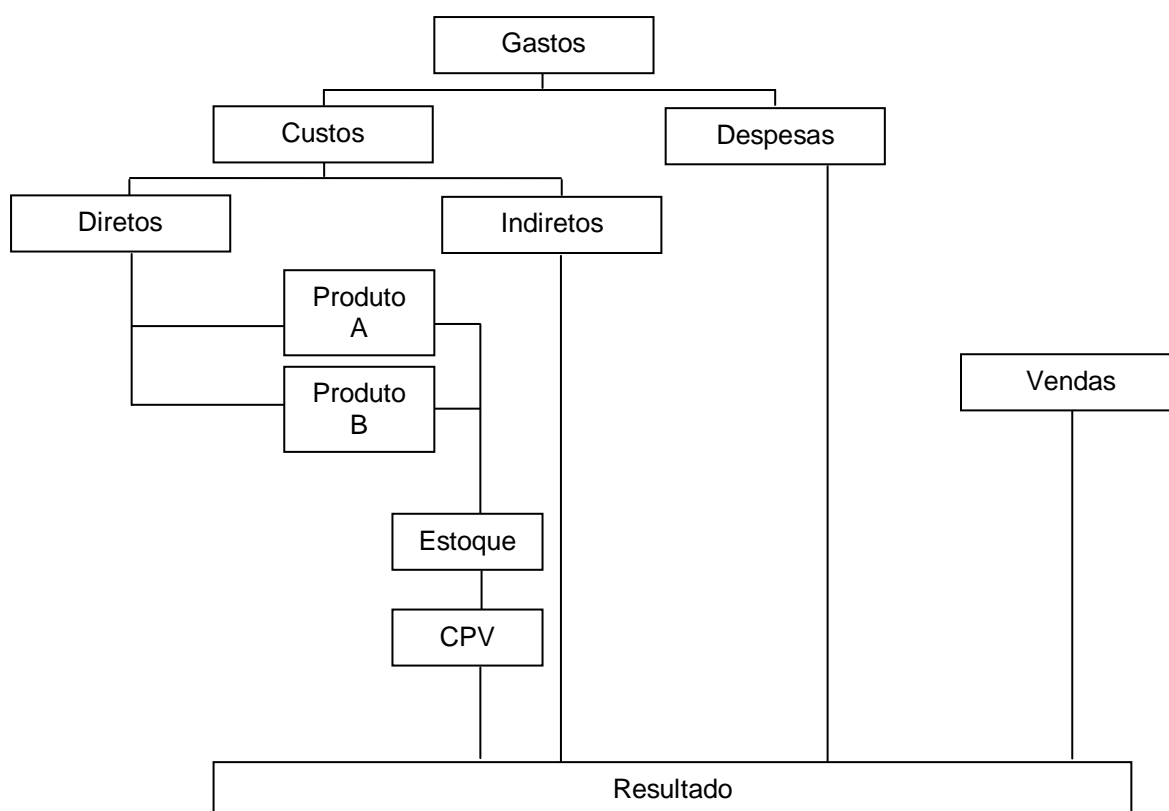 Gastos
Custos
Despesas
Diretos
Indiretos
Produto
A
Produto
B
Vendas
Estoque
CPV
Resultado